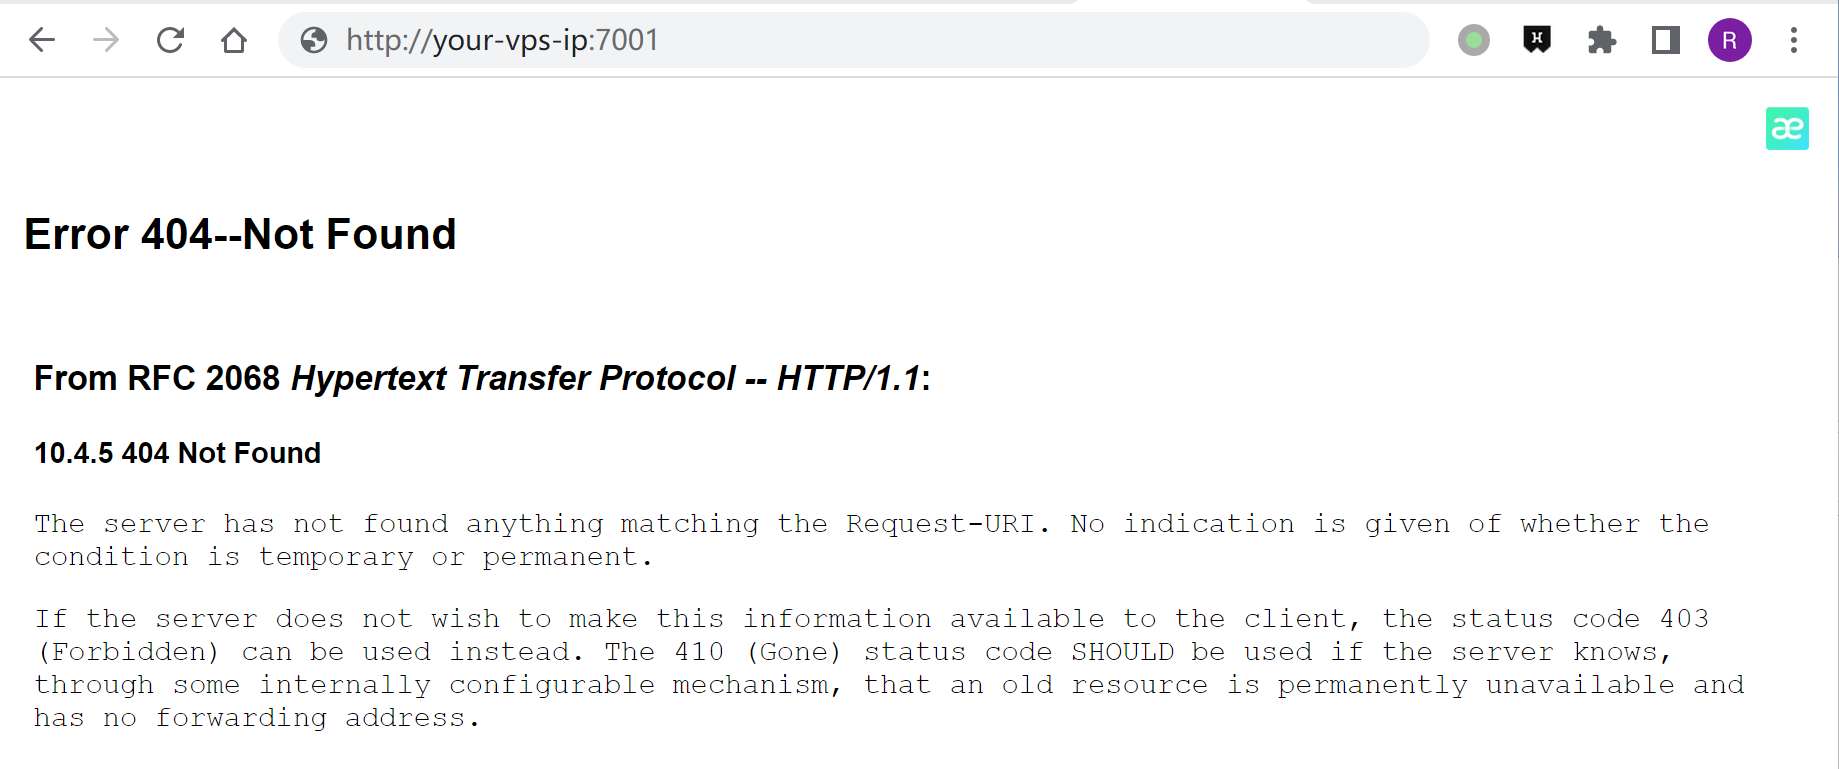 http://your-vps-ip:7001
R
æ
Error 404--Not Found
From RFC 2068 Hypertext Transfer Protocol -- HTTP/1.1:
10.4.5 404 Not Found
The server has not found anything matching the Request-URI. No indication is given of whether the
condition is temporary or permanent.
If the server does not wish to make this information available to the client, the status code 403
(Forbidden) can be used instead. The 410 (Gone) status code SHOULD be used if the server knows,
through some internally configurable mechanism, that an old resource is permanently unavailable and
has no forwarding address.